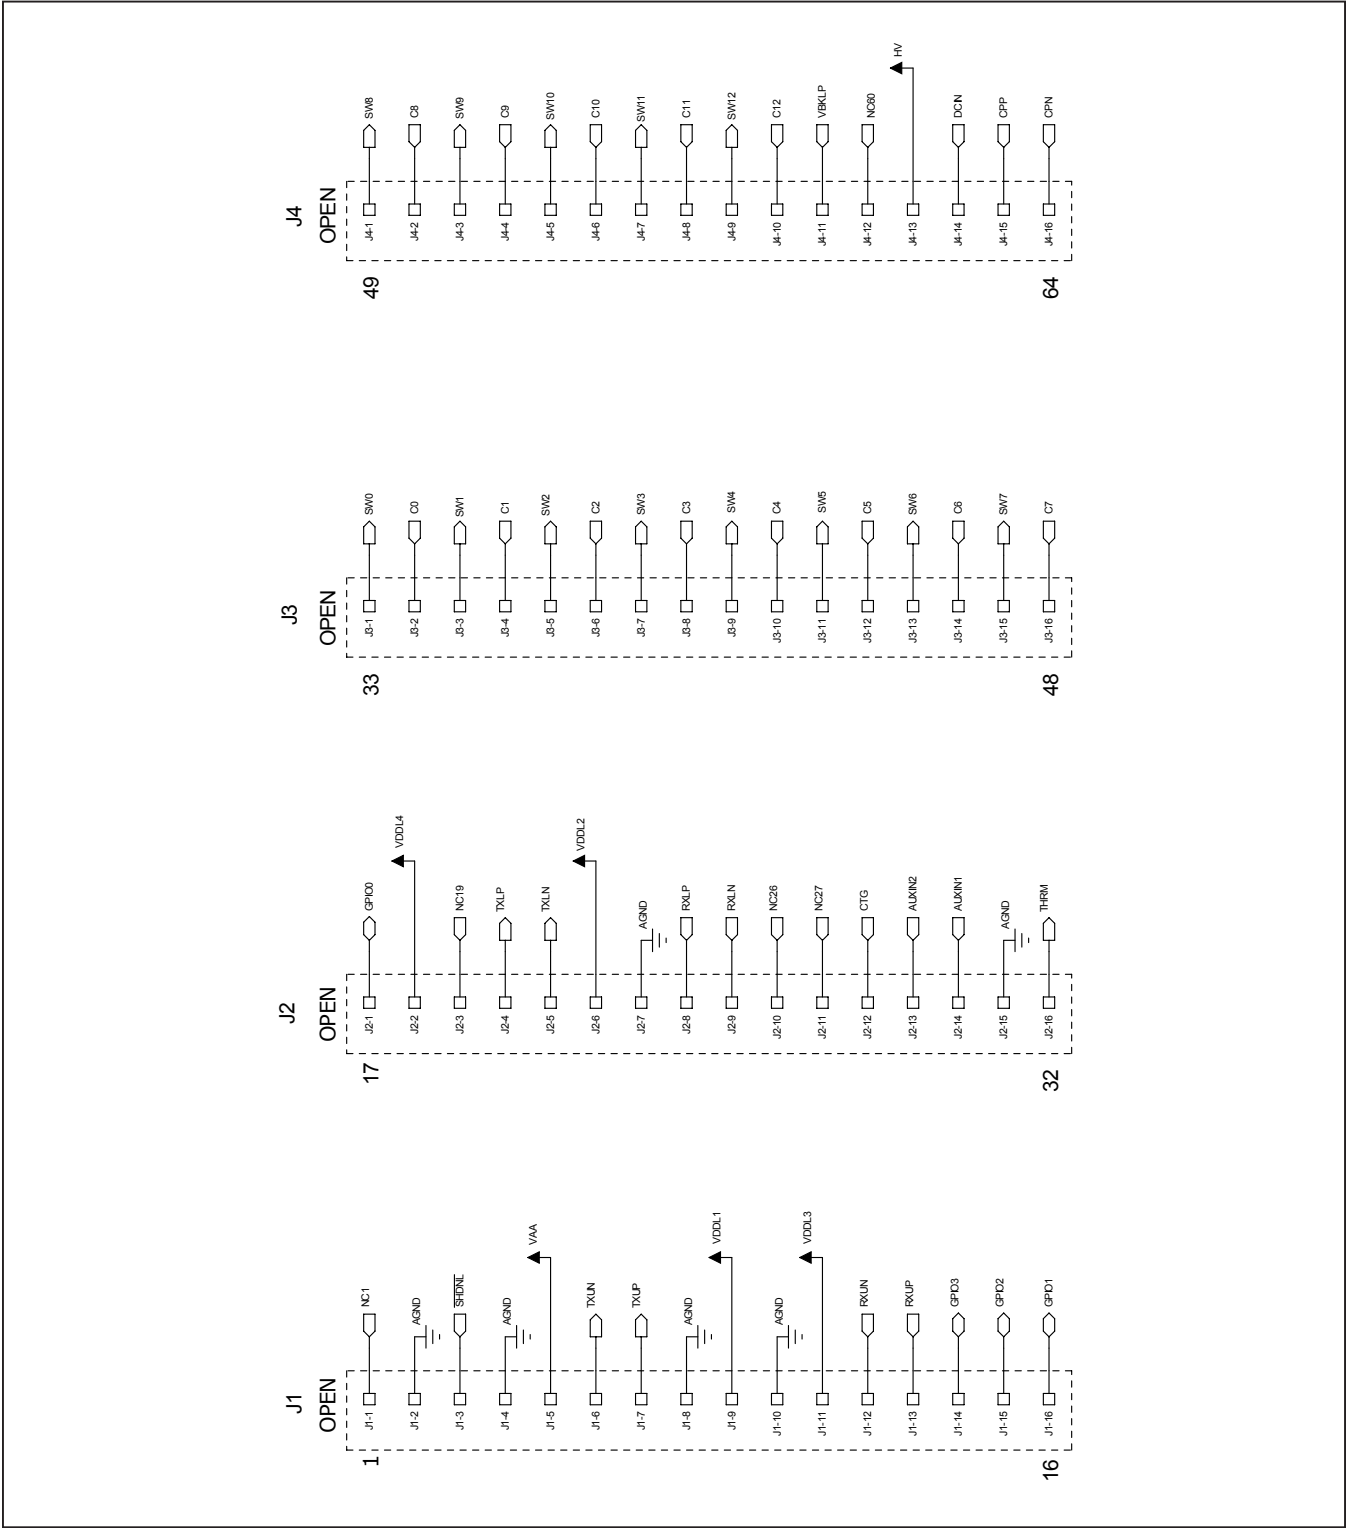 J1
OPEN
1
J1-1 NC1
J1-2 AGND
J1-3 SHDNL
J1-4 AGND
J1-5 VAA
J1-6 TXUN
J1-7 TXUP
J1-8 AGND
J1-9 VDDL1
J1-10 AGND
J1-11 VDDL3
J1-12 RXUN
J1-13 RXUP
J1-14 GPIO3
J1-15 GPIO2
J1-16 GPIO1
16
J2
OPEN
17
J2-1 GPIO0
J2-2 VDDL4
J2-3 NC19
J2-4 TXLP
J2-5 TXLN
J2-6 VDDL2
J2-7 AGND
J2-8 RXLP
J2-9 RXLN
J2-10 NC26
J2-11 NC27
J2-12 CTG
J2-13 AUXIN2
J2-14 AUXIN1
J2-15 AGND
J2-16 THRM
32
J3
OPEN
33
J3-1 SW0
J3-2 C0
J3-3 SW1
J3-4 C1
J3-5 SW2
J3-6 C2
J3-7 SW3
J3-8 C3
J3-9 SW4
J3-10 C4
J3-11 SW5
J3-12 C5
J3-13 SW6
J3-14 C6
J3-15 SW7
J3-16 C7
48
J4
OPEN
49
J4-1 SW8
J4-2 C8
J4-3 SW9
J4-4 C9
J4-5 SW10
J4-6 C10
J4-7 SW11
J4-8 C11
J4-9 SW12
J4-10 C12
J4-11 VBKLP
J4-12 NC60
J4-13 HV
J4-14 DCIN
J4-15 CPP
J4-16 CPN
64